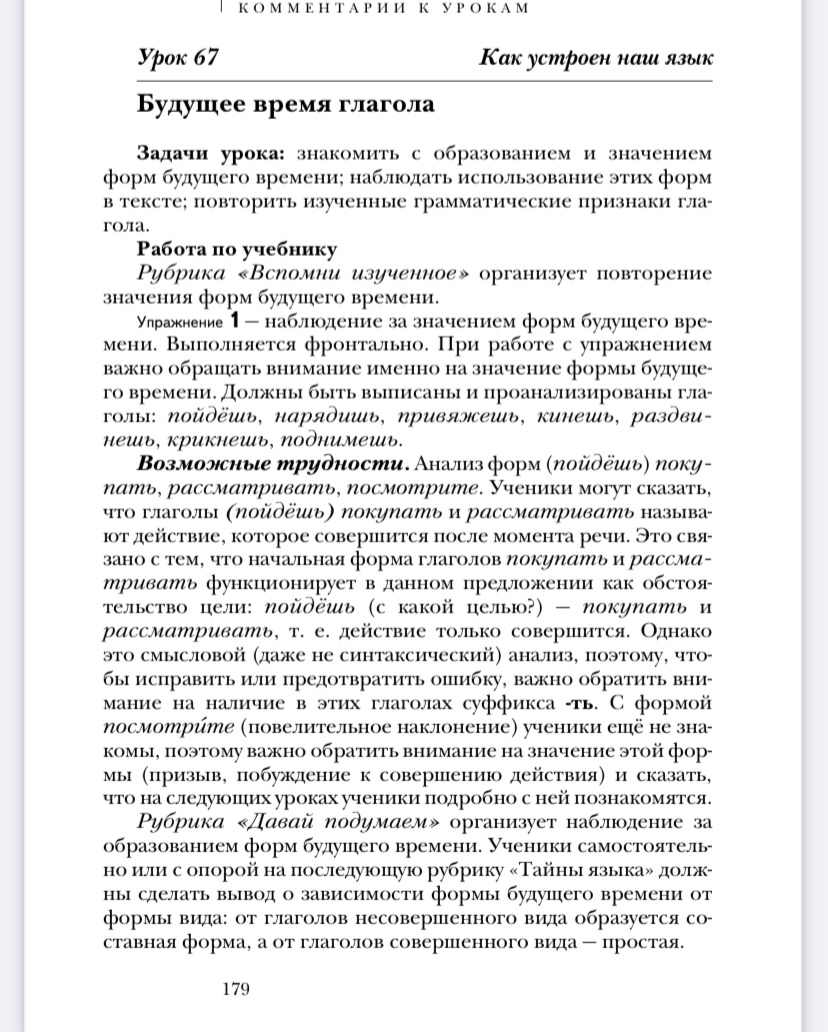 КОММЕНТАРИИ К УРОКАМ
Урок 67 Как устроен наш язык
Будущее время глагола
Задачи урока: знакомить с образованием и значением
форм будущего времени; наблюдать использование этих форм
в тексте; повторить изученные грамматические признаки гла-
гола.
Работа по учебнику
Рубрика «Вспомни изученное» организует повторение
значения форм будущего времени.
Упражнение 1 — наблюдение за значением форм будущего вре-
мени. Выполняется фронтально. При работе с упражнением
важно обращать внимание именно на значение формы будуще-
го времени. Должны быть выписаны и проанализированы гла-
голы: пойдёшь, нарядишь, привяжешь, кинешь, раздви-
нешь, крикнешь, поднимешь.
Возможные трудности. Анализ форм (пойдёшь) поку-
пать, рассматривать, посмотрите. Ученики могут сказать,
что глаголы (пойдёшь) покупать и рассматривать называ-
ют действие, которое совершится после момента речи. Это свя-
зано с тем, что начальная форма глаголов покупать и рассма-
тривать функционирует в данном предложении как обстоя-
тельство цели: пойдёшь (с какой целью?) — покупать и
рассматривать, т. е. действие только совершится. Однако
это смысловой (даже не синтаксический) анализ, поэтому, что-
бы исправить или предотвратить ошибку, важно обратить вни-
мание на наличие в этих глаголах суффикса -ть. С формой
посмотри́те (повелительное наклонение) ученики ещё не зна-
комы, поэтому важно обратить внимание на значение этой фор-
мы (призыв, побуждение к совершению действия) и сказать,
что на следующих уроках ученики подробно с ней познакомятся.
Рубрика «Давай подумаем» организует наблюдение за
образованием форм будущего времени. Ученики самостоятель-
но или с опорой на последующую рубрику «Тайны языка» долж-
ны сделать вывод о зависимости формы будущего времени от
формы вида: от глаголов несовершенного вида образуется со-
ставная форма, а от глаголов совершенного вида — простая.
179